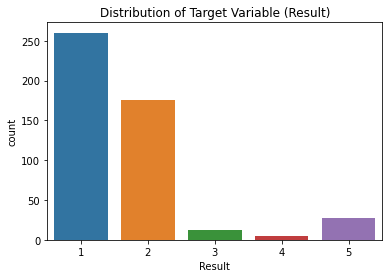 Distribution of Target Variable (Result)
250
200
150
100
50
0
count
1 2 3 4 5
Result